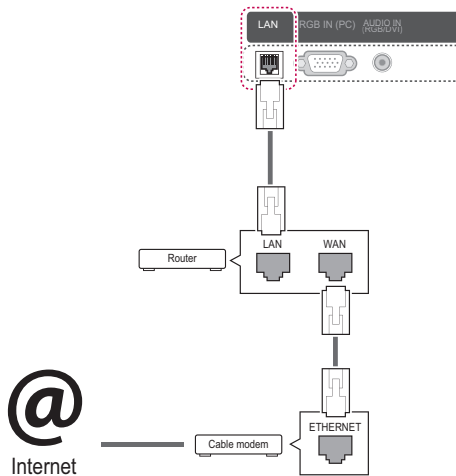 LAN
RGB IN (PC)
AUDIO IN
(RGB/DVI)
LAN
WAN
Router
ETHERNET
Cable modem
@
Internet